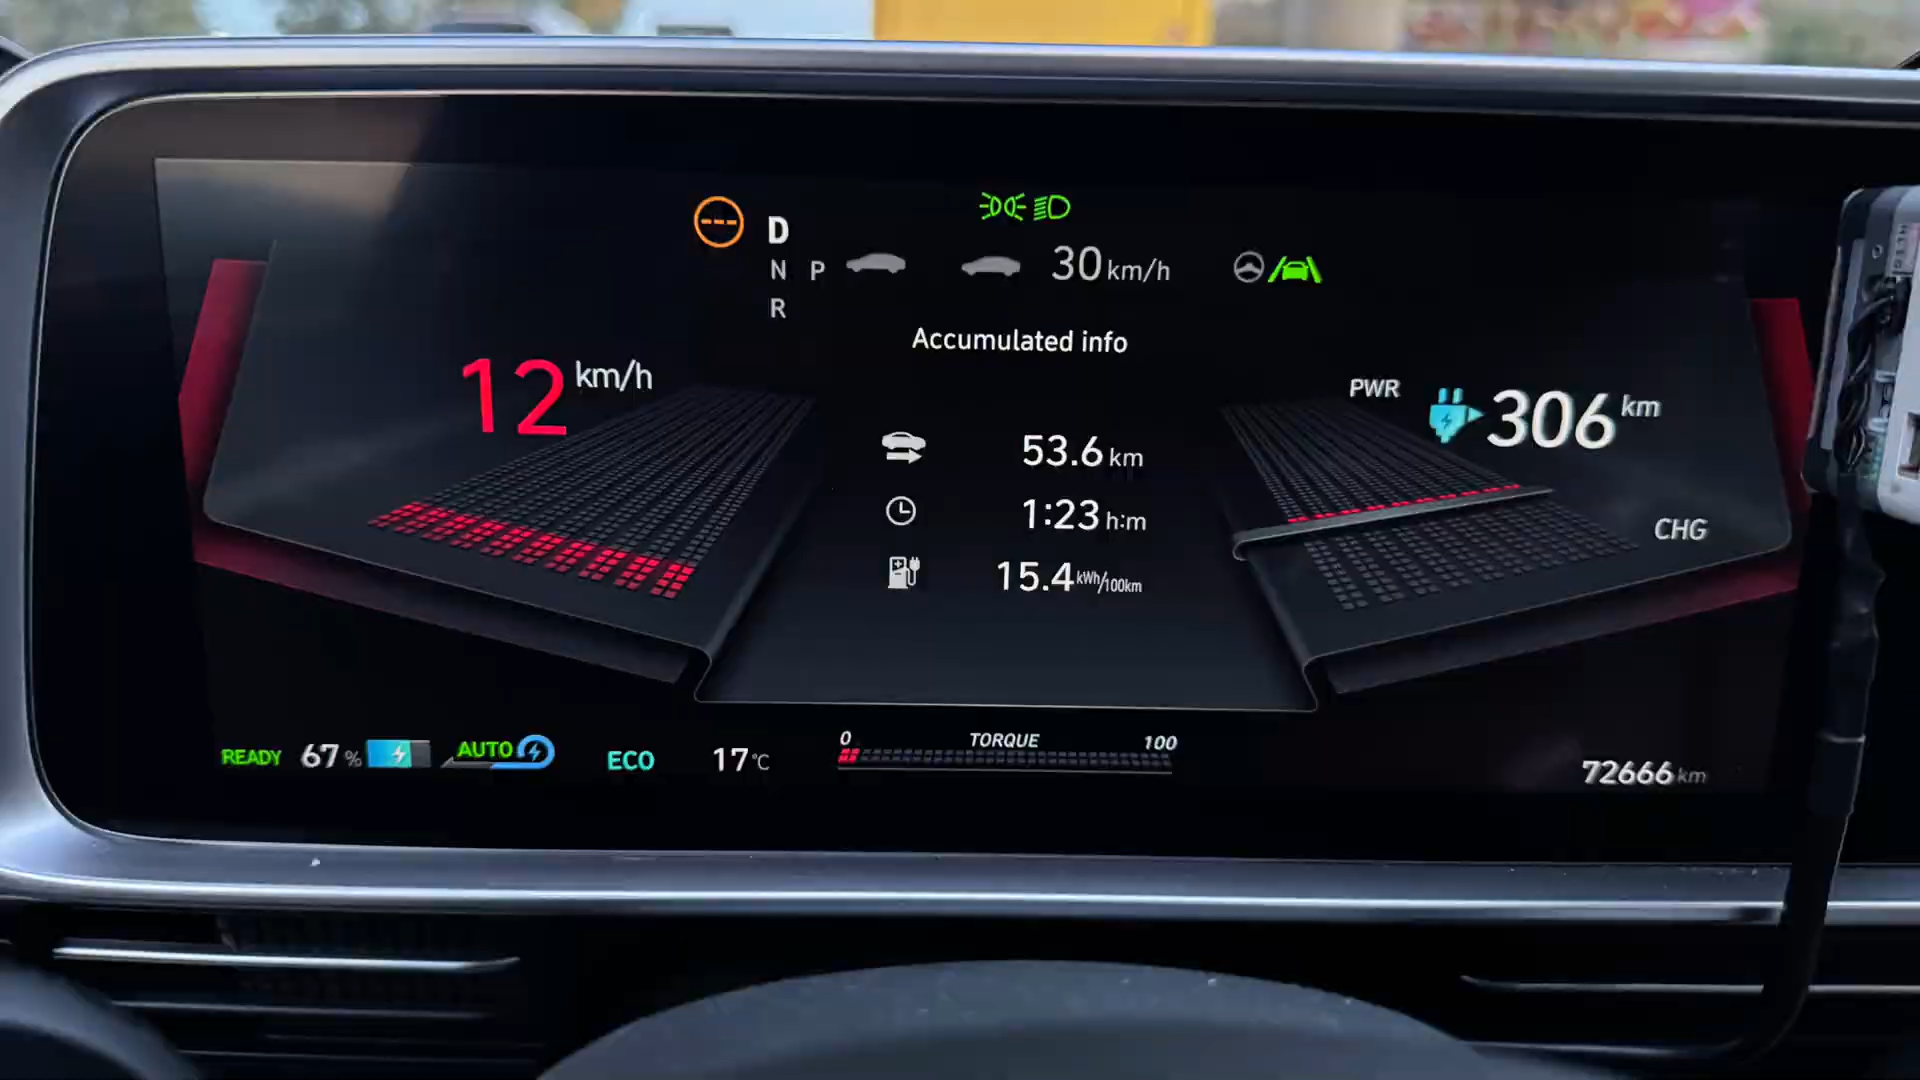 D
N P 30 km/h
R
Accumulated info
12 km/h
PWR 306 km
53.6 km
1:23 h:m
CHG
15.4 kWh/100km
0 TORQUE 100
READY 67 % AUTO ECO 17 °C
72666 km